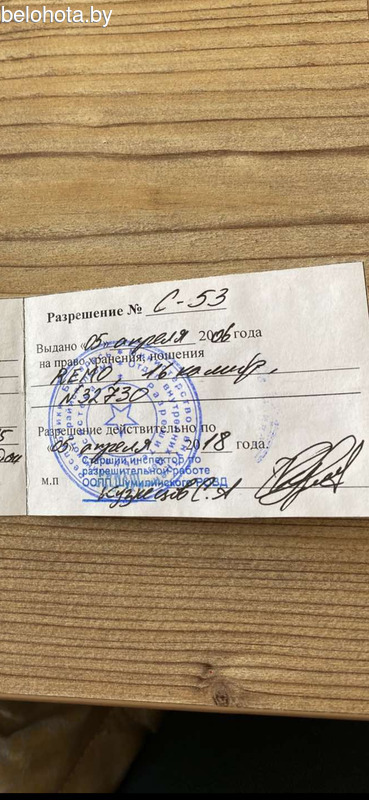 belohota.by
Разрешение № С-53
Выдано «05» апреля 2006 года
на право хранения, ношения
REMO, 16 калибр,
№32730
Разрешение действительно по
05 апреля 2018 года.
м.п
Старший инспектор по
разрешительной работе
ООПП Шумилинского РОВД